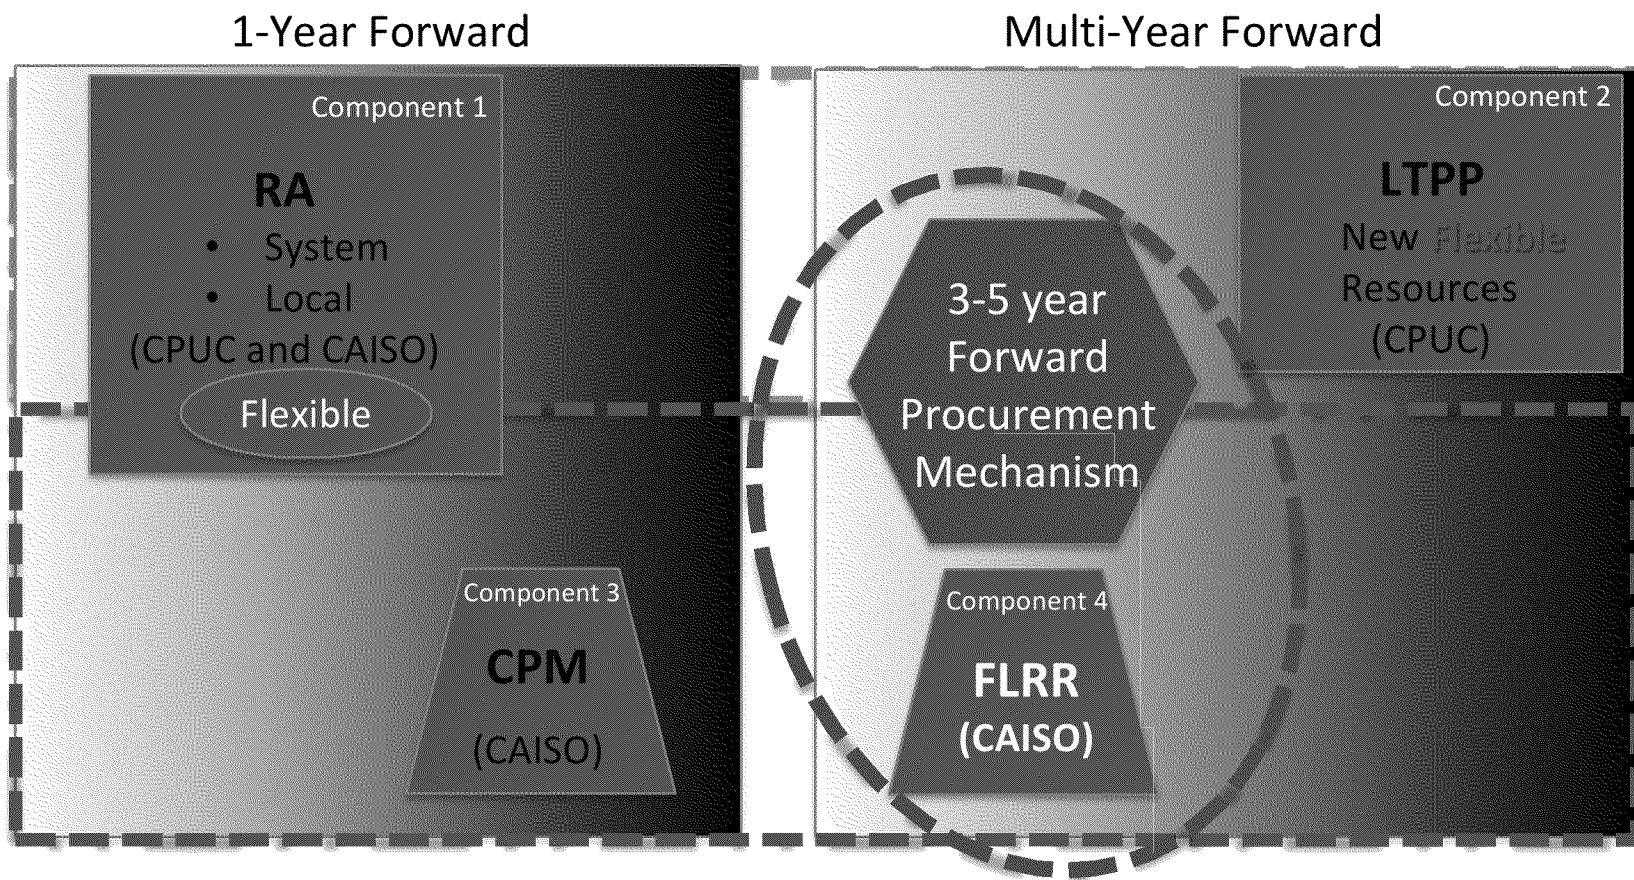 1-Year Forward
Multi-Year Forward
Component 1
RA
• System
• Local
(CPUC and CAISO)
Flexible
Component 2
LTPP
New Flexible
Resources
(CPUC)
3-5 year
Forward
Procurement
Mechanism
Component 3
CPM
(CAISO)
Component 4
FLRR
(CAISO)